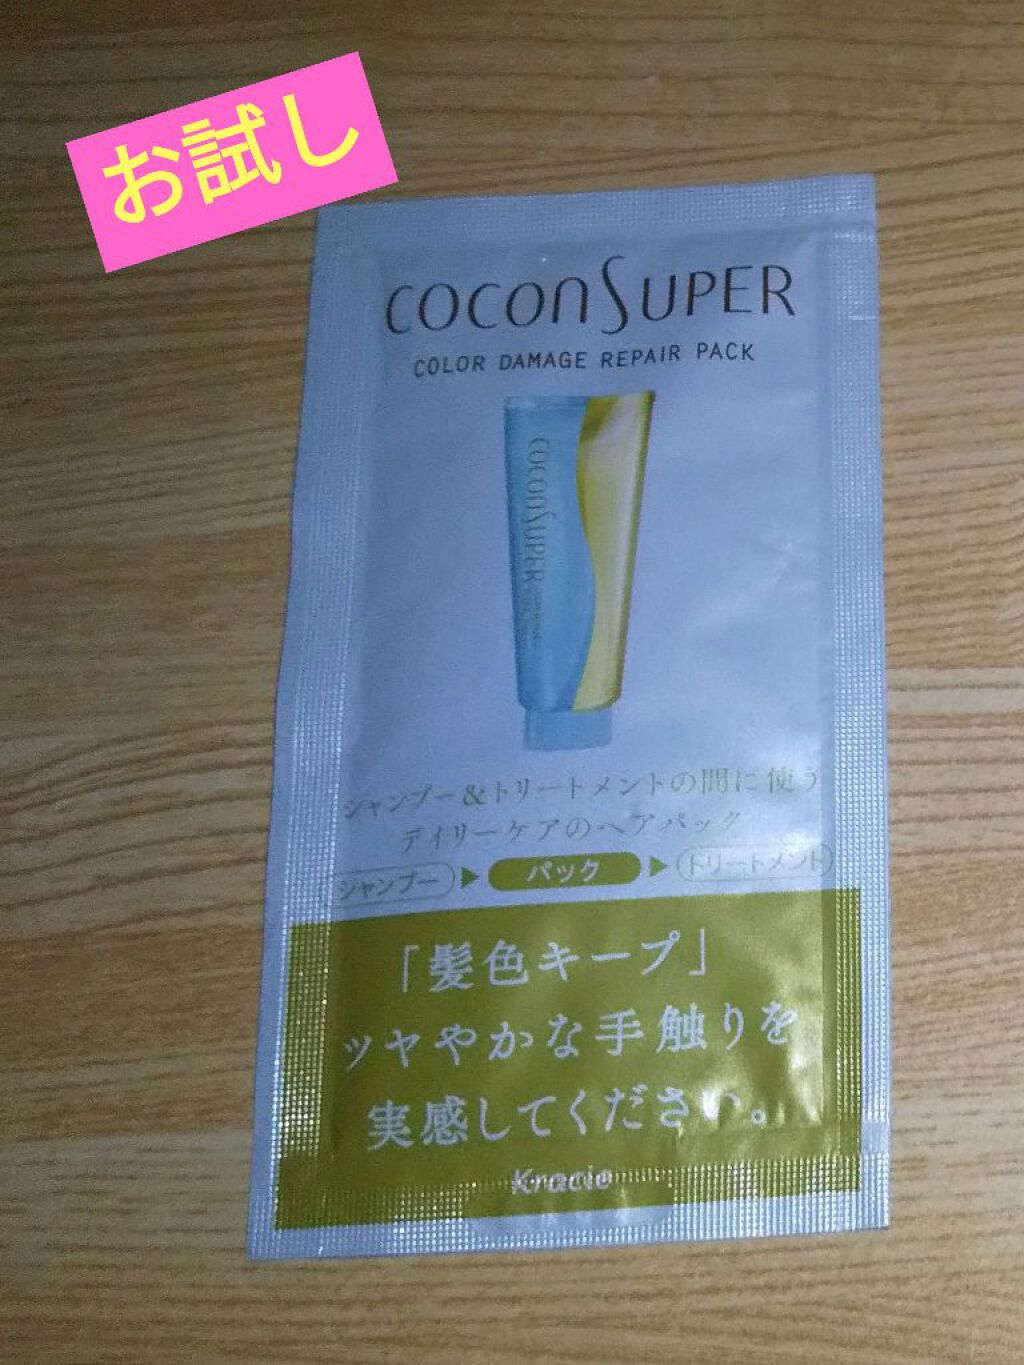 お試し
COCONSUPER
COLOR DAMAGE REPAIR PACK
COCONSUPER
シャンプー&トリートメントの間に使う
デイリーケアのヘアパック
シャンプー▶パック▶トリートメント
「髪色キープ」
ツヤやかな手触りを
実感してください。
Kracie